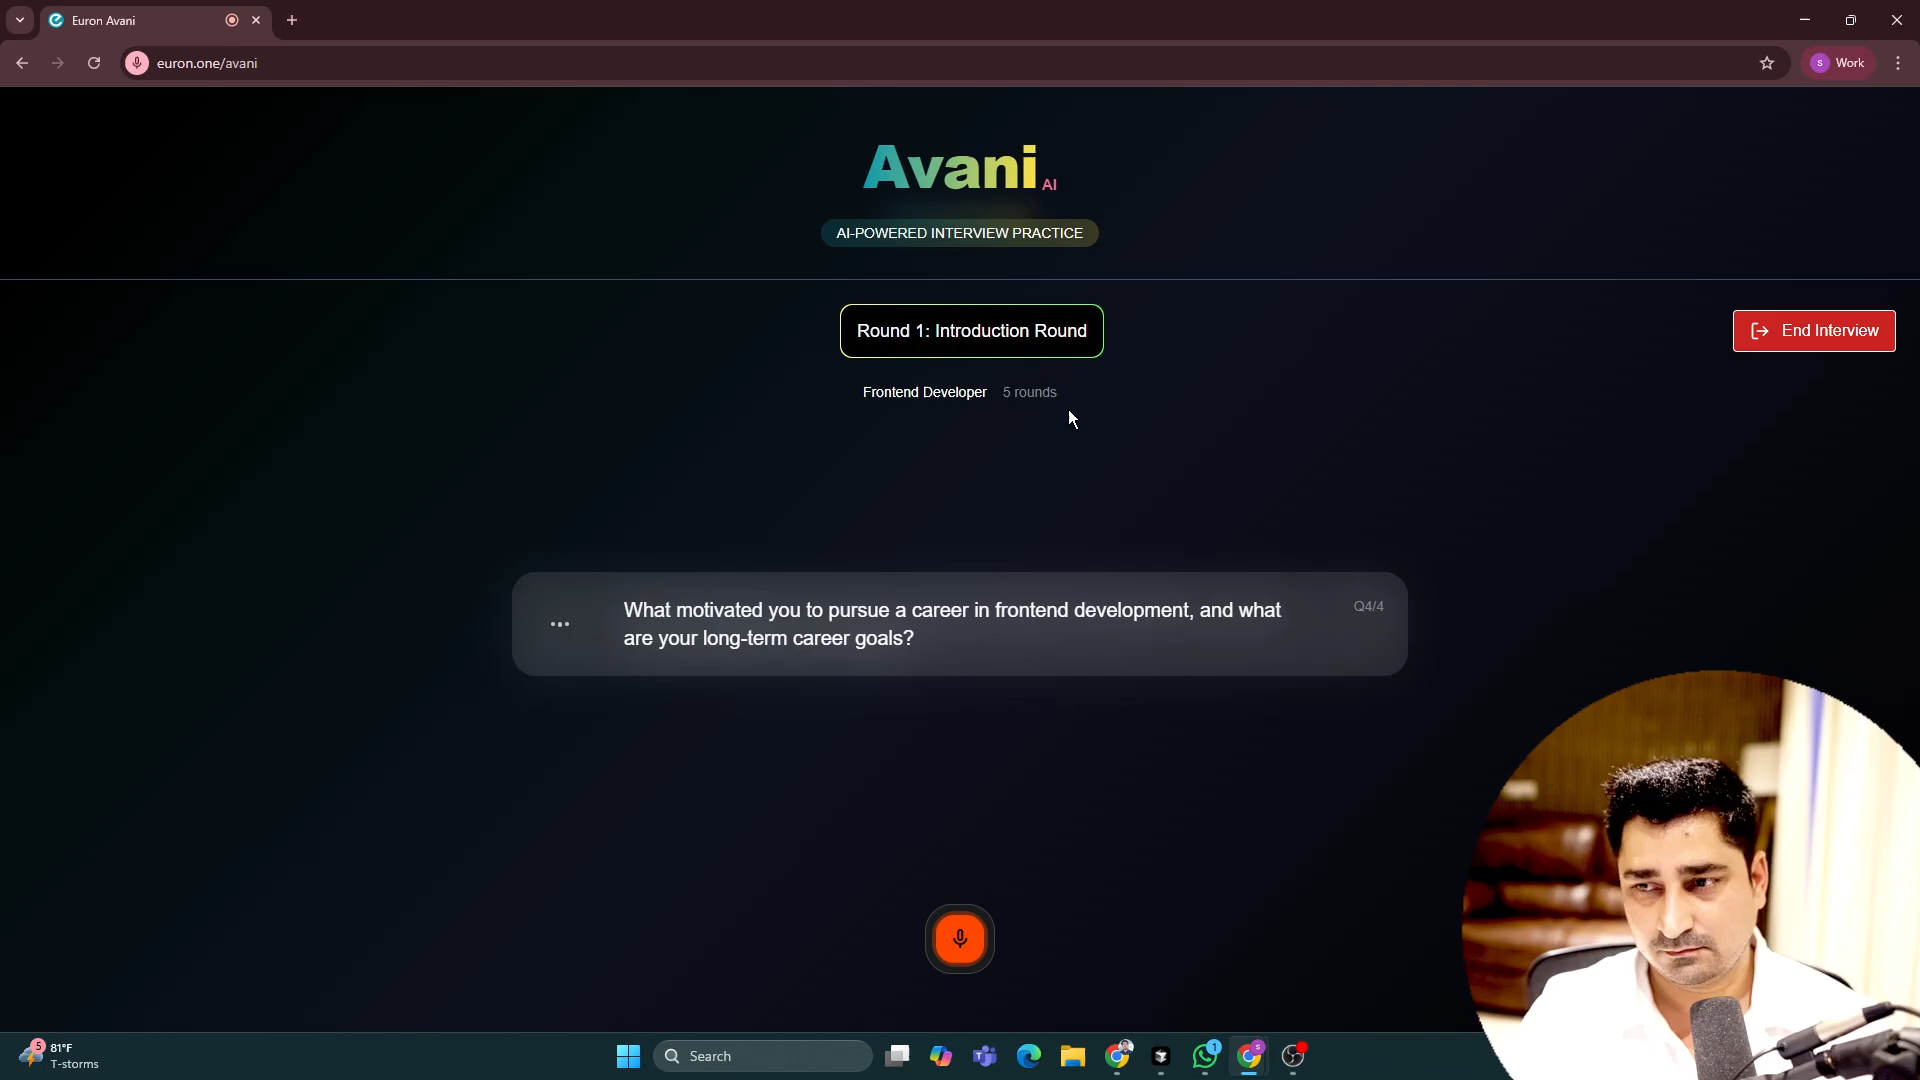 Euron Avani
euron.one/avani
S Work
Avani AI
AI-POWERED INTERVIEW PRACTICE
Round 1: Introduction Round
End Interview
Frontend Developer 5 rounds
What motivated you to pursue a career in frontend development, and what
are your long-term career goals?
Q4/4
5
81°F
T-storms
Search
1
S